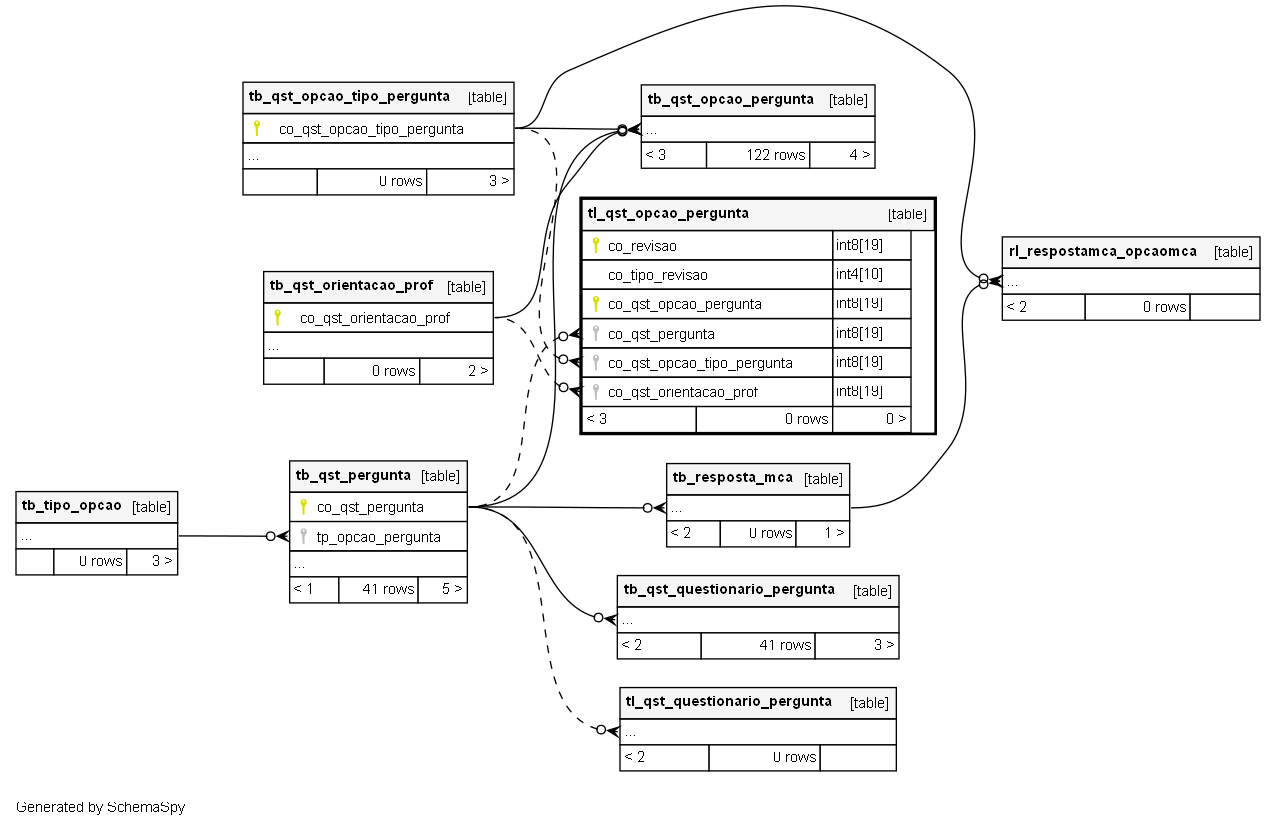 tb_qst_opcao_tipo_pergunta [table]
co_qst_opcao_tipo_pergunta
...
0 rows 3 >
tb_qst_opcao_pergunta [table]
...
< 3 122 rows 4 >
tl_qst_opcao_pergunta [table]
co_revisao int8[19]
co_tipo_revisao int4[10]
co_qst_opcao_pergunta int8[19]
co_qst_pergunta int8[19]
co_qst_opcao_tipo_pergunta int8[19]
co_qst_orientacao_prof int8[19]
< 3 0 rows 0 >
rl_respostamca_opcaomca [table]
...
< 2 0 rows
tb_qst_orientacao_prof [table]
co_qst_orientacao_prof
...
0 rows 2 >
tb_qst_pergunta [table]
co_qst_pergunta
tp_opcao_pergunta
...
< 1 41 rows 5 >
tb_tipo_opcao [table]
...
0 rows 3 >
tb_resposta_mca [table]
...
< 2 0 rows 1 >
tb_qst_questionario_pergunta [table]
...
< 2 41 rows 3 >
tl_qst_questionario_pergunta [table]
...
< 2 0 rows
Generated by SchemaSpy